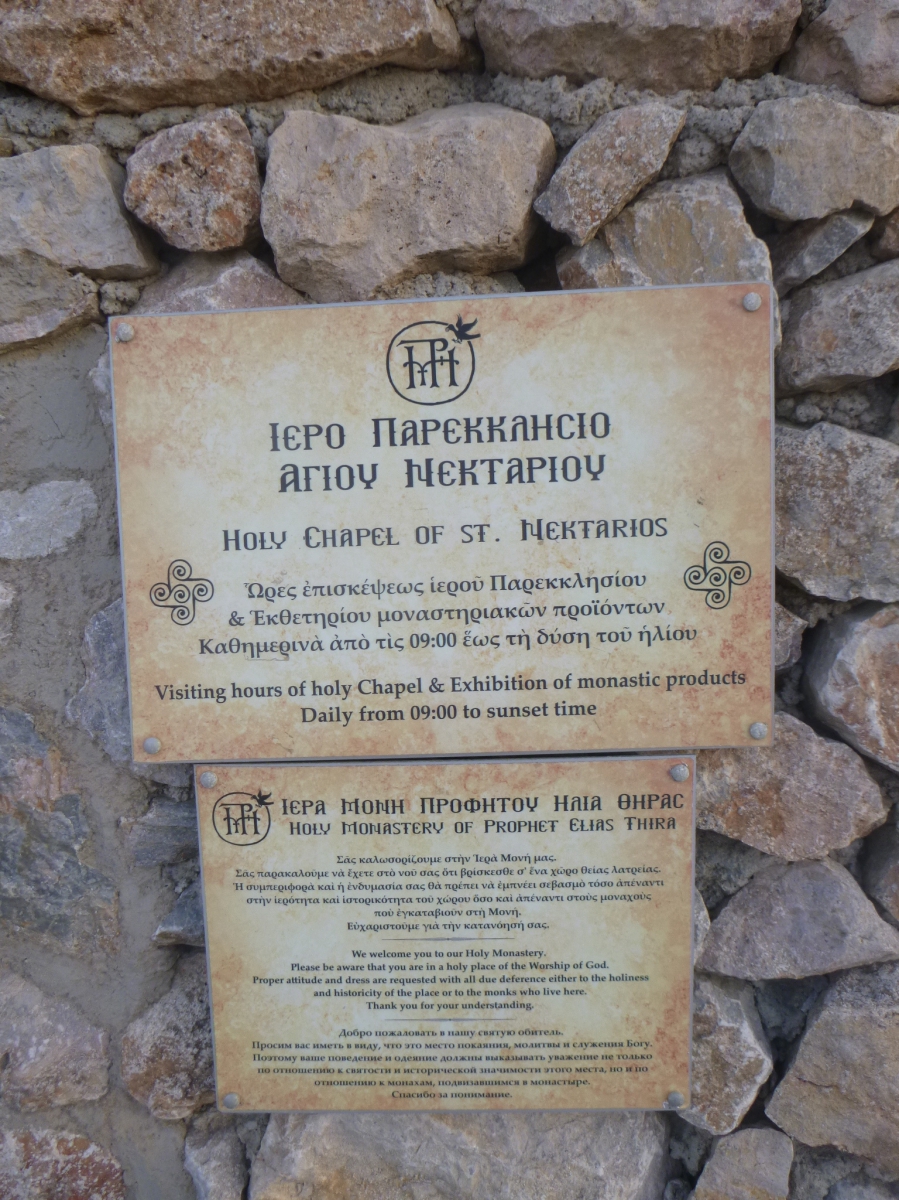 ΙΕΡΟ ΠΑΡΕΚΚΛΗΣΙΟ
ΑΓΙΟΥ ΝΕΚΤΑΡΙΟΥ
HOLY CHAPEL OF ST. NEKTARIOS
Ὧρες ἐπισκέψεως ἱεροῦ Παρεκκλησίου
& Ἐκθετηρίου μοναστηριακῶν προϊόντων
Καθημερινὰ ἀπὸ τὶς 09:00 ἕως τὴ δύση τοῦ ἡλίου
Visiting hours of holy Chapel & Exhibition of monastic products
Daily from 09:00 to sunset time
ΙΕΡΑ ΜΟΝΗ ΠΡΟΦΗΤΟΥ ΗΛΙΑ ΘΗΡΑΣ
HOLY MONASTERY OF PROPHET ELIAS THIRA
Σᾶς καλωσορίζουμε στὴν Ἱερὰ Μονή μας.
Σᾶς παρακαλοῦμε νὰ ἔχετε στὸ νοῦ σας ὅτι βρίσκεσθε σ' ἕνα χῶρο θείας λατρείας.
Ἡ συμπεριφορά καὶ ἡ ἐνδυμασία σας θὰ πρέπει νὰ ἐμπνέει σεβασμὸ τόσο ἀπέναντι
στὴν ἱερότητα καὶ ἱστορικότητα τοῦ χώρου ὅσο καὶ ἀπέναντι στοὺς μοναχοὺς
ποὺ ἐγκαταβιοῦν στὴ Μονή.
Εὐχαριστοῦμε γιὰ τὴν κατανόησή σας.
We welcome you to our Holy Monastery.
Please be aware that you are in a holy place of the Worship of God.
Proper attitude and dress are requested with all due deference either to the holiness
and historicity of the place or to the monks who live here.
Thank you for your understanding.
Добро пожаловать в нашу святую обитель.
Просим вас иметь в виду, что это место покаяния, молитвы и служения Богу.
Поэтому ваше поведение и одеяние должны выказывать уважение не только
по отношению к святости и исторической значимости этого места, но и по
отношению к монахам, подвизавшимся в монастыре.
Спасибо за понимание.